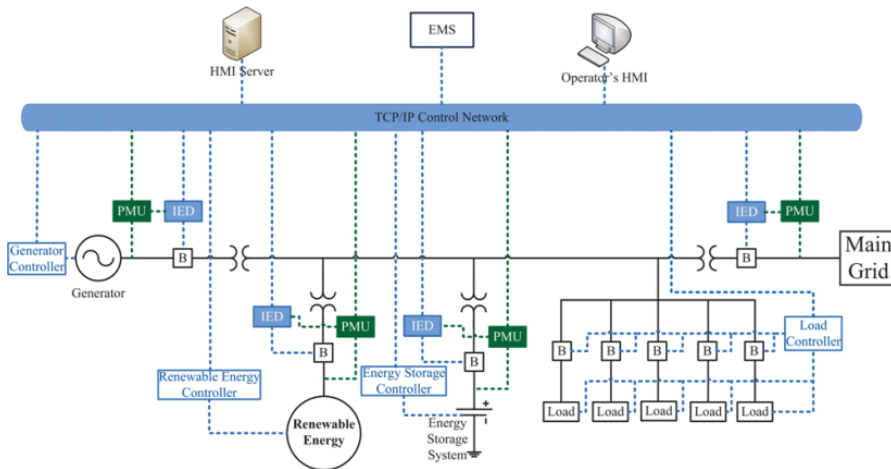 EMS
HMI Server
Operator's HMI
TCP/IP Control Network
PMU
IED
IED
PMU
B
B
Generator
Controller
Generator
Main
Grid
IED
PMU
IED
PMU
B
B
B
B
B
B
B
Load
Controller
Renewable Energy
Controller
Energy Storage
Controller
Renewable
Energy
Energy
Storage
System
+
-
Load
Load
Load
Load
Load